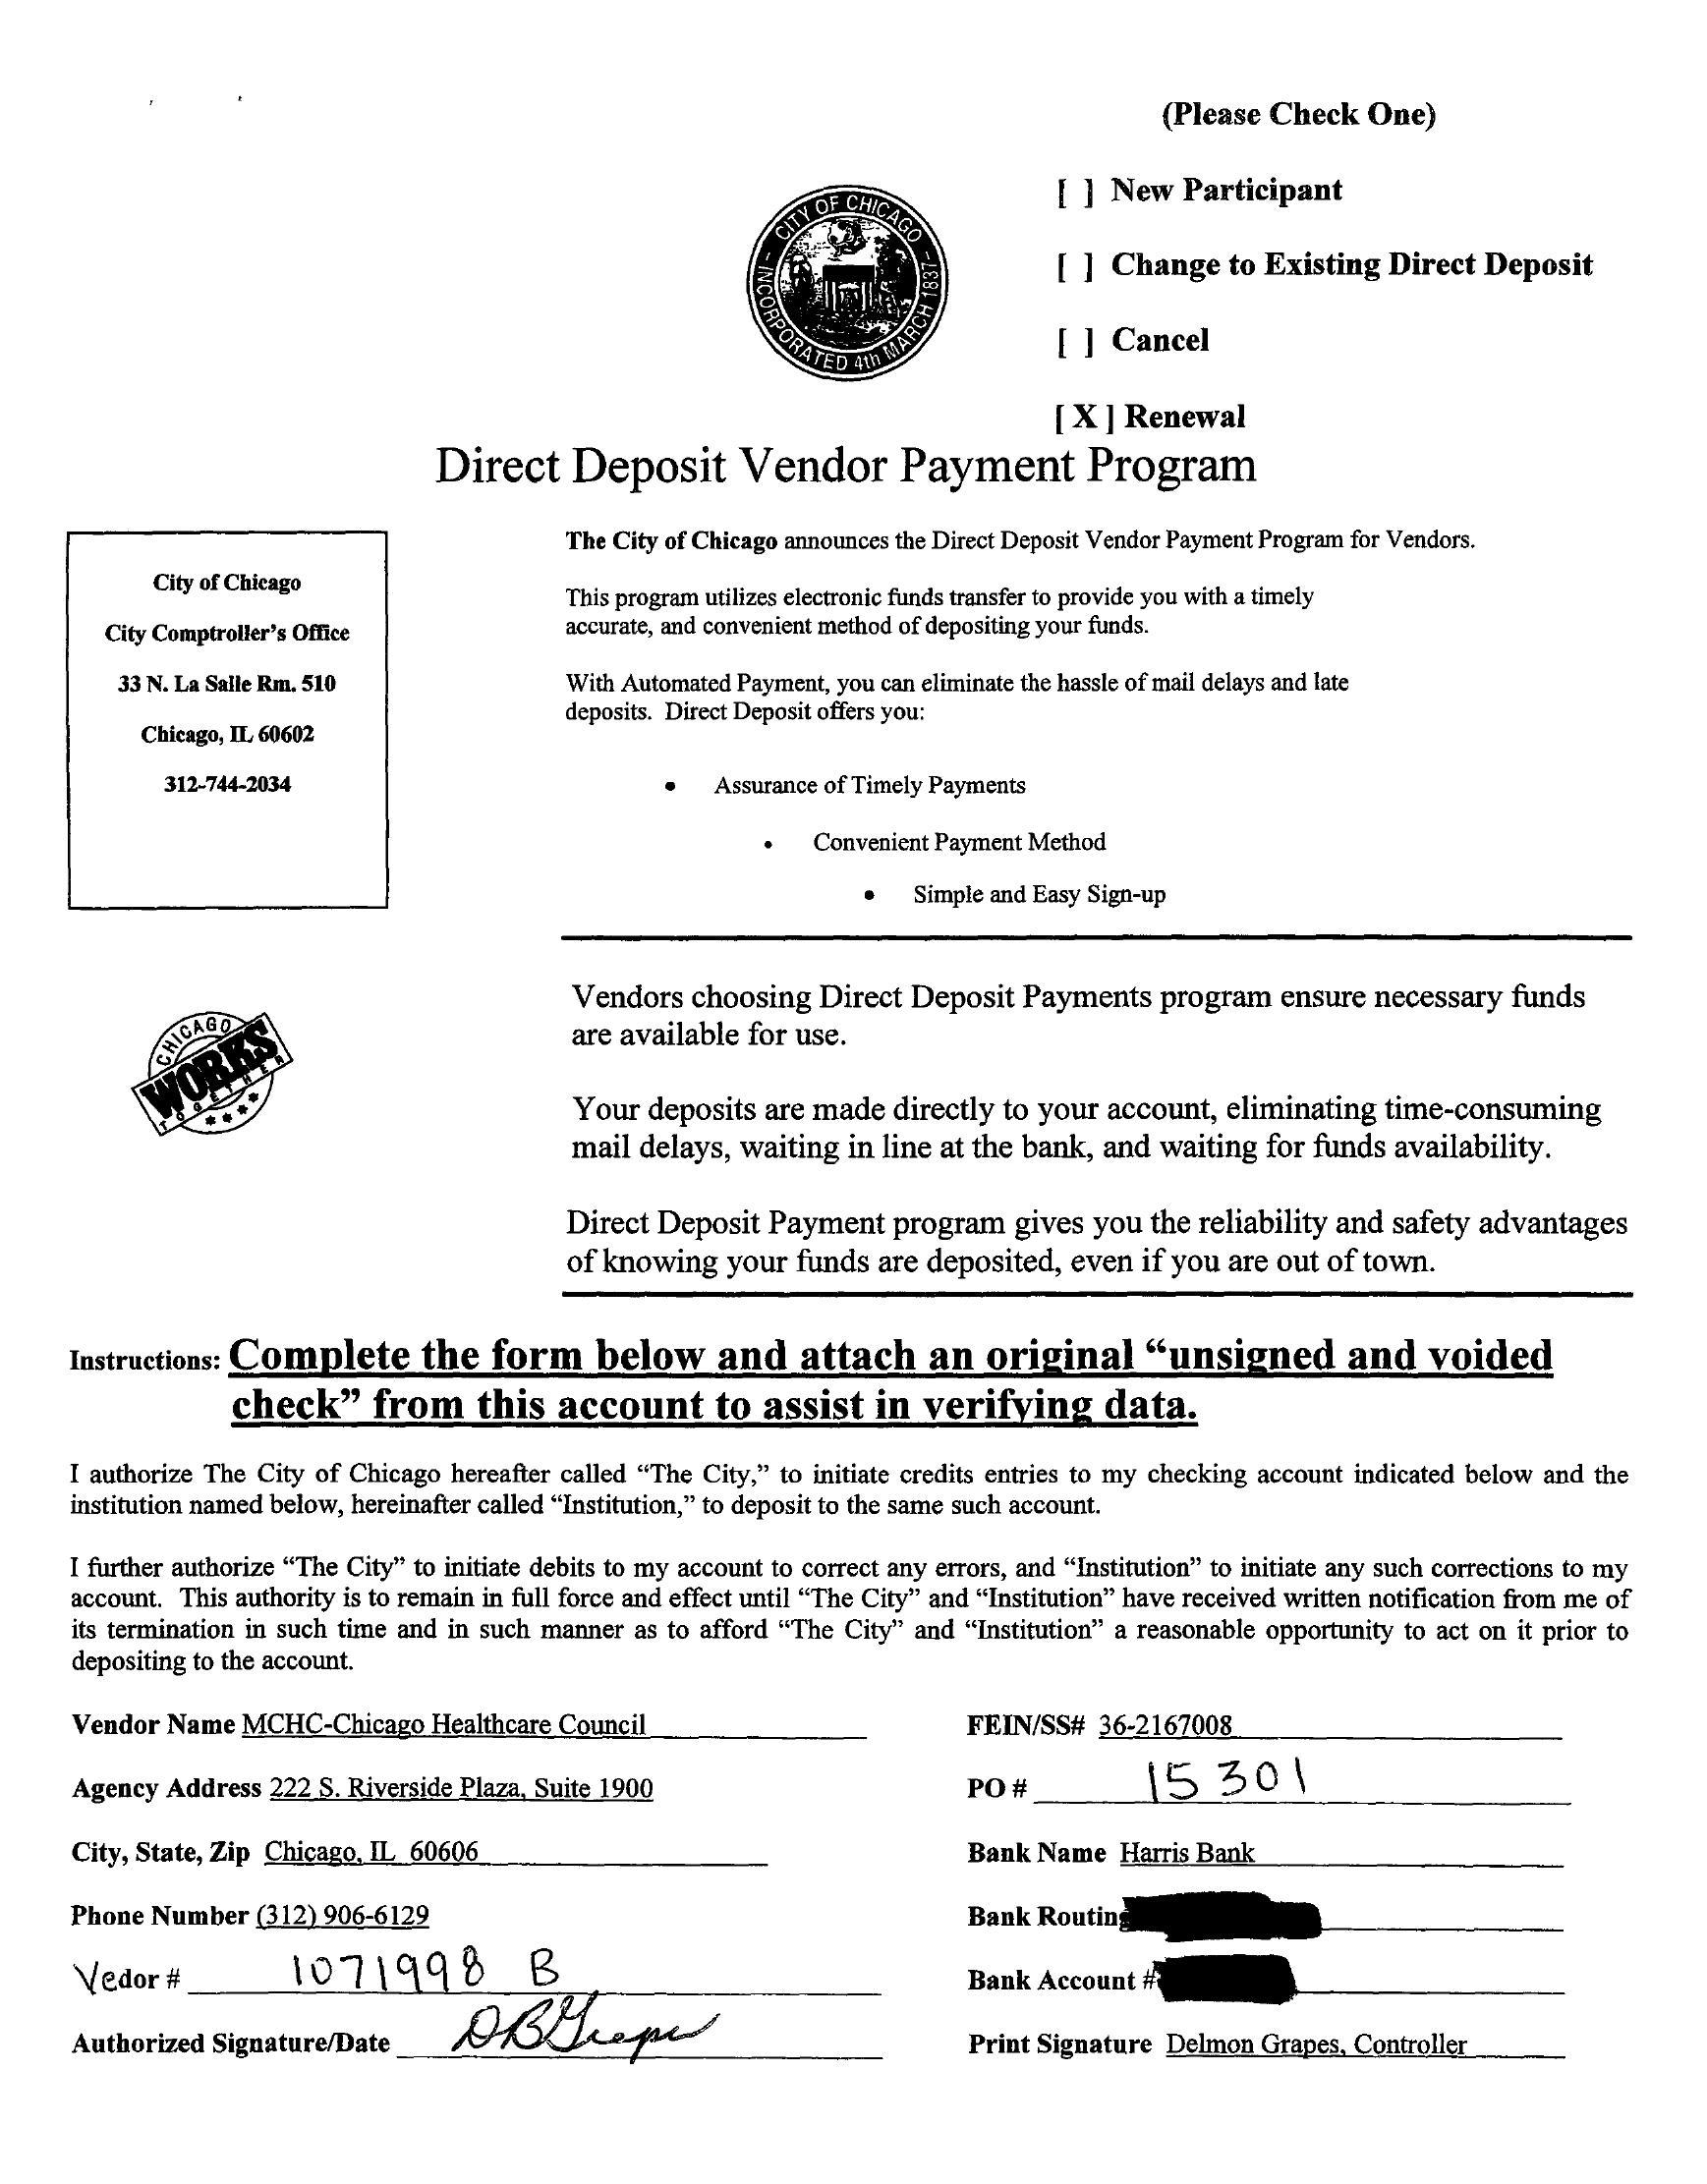 (Please Check One)
[ ] New Participant
CITY OF CHICAGO
INCORPORATED 4th MARCH 1837
[ ] Change to Existing Direct Deposit
[ ] Cancel
[ X ] Renewal
Direct Deposit Vendor Payment Program
City of Chicago
City Comptroller's Office
33 N. La Salle Rm. 510
Chicago, IL 60602
312-744-2034
The City of Chicago announces the Direct Deposit Vendor Payment Program for Vendors.
This program utilizes electronic funds transfer to provide you with a timely
accurate, and convenient method of depositing your funds.
With Automated Payment, you can eliminate the hassle of mail delays and late
deposits. Direct Deposit offers you:
• Assurance of Timely Payments
• Convenient Payment Method
• Simple and Easy Sign-up
CHICAGO
WORKS
TOGETHER
Vendors choosing Direct Deposit Payments program ensure necessary funds
are available for use.
Your deposits are made directly to your account, eliminating time-consuming
mail delays, waiting in line at the bank, and waiting for funds availability.
Direct Deposit Payment program gives you the reliability and safety advantages
of knowing your funds are deposited, even if you are out of town.
Instructions: Complete the form below and attach an original “unsigned and voided
check” from this account to assist in verifying data.
I authorize The City of Chicago hereafter called “The City,” to initiate credits entries to my checking account indicated below and the
institution named below, hereinafter called “Institution,” to deposit to the same such account.
I further authorize “The City” to initiate debits to my account to correct any errors, and “Institution” to initiate any such corrections to my
account. This authority is to remain in full force and effect until “The City” and “Institution” have received written notification from me of
its termination in such time and in such manner as to afford “The City” and “Institution” a reasonable opportunity to act on it prior to
depositing to the account.
Vendor Name MCHC-Chicago Healthcare Council
FEIN/SS# 36-2167008
Agency Address 222 S. Riverside Plaza, Suite 1900
PO # 15301
City, State, Zip Chicago, IL 60606
Bank Name Harris Bank
Phone Number (312) 906-6129
Bank Routing
Vedor # 1071998 B
Bank Account #
Authorized Signature/Date DBGrapes
Print Signature Delmon Grapes, Controller